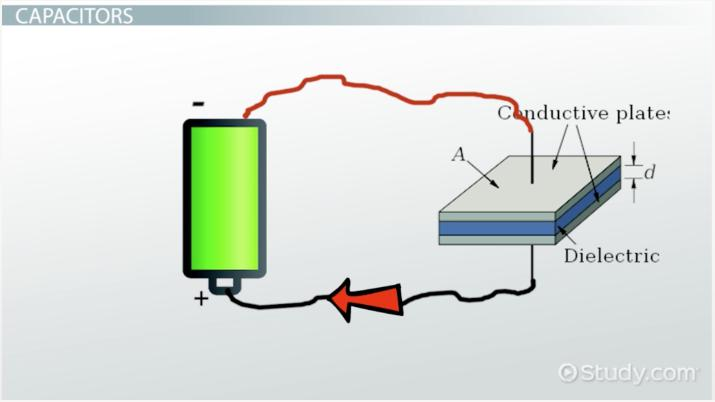 CAPACITORS
-
Conductive plates
A
d
Dielectric
+
Study.com